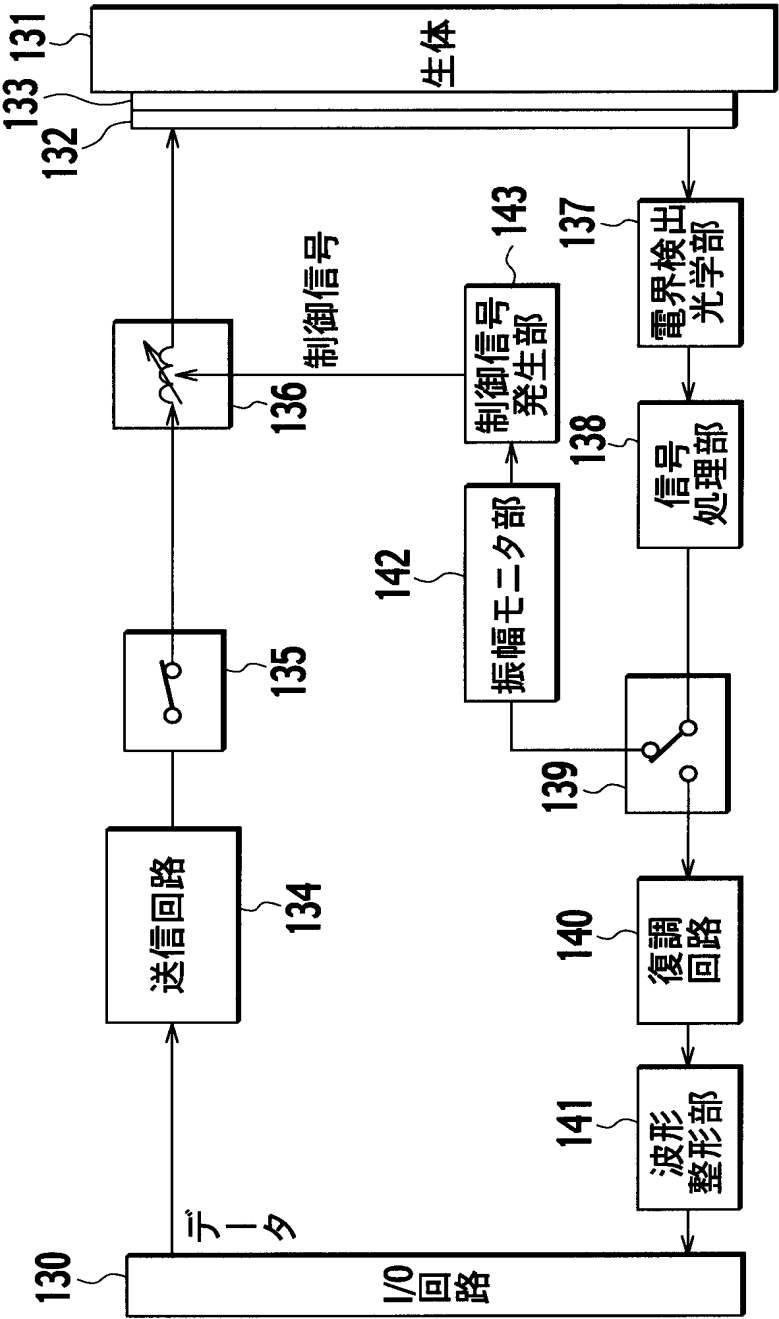 130
I/O
回路
データ
送信回路
134
135
136
制御信号
132
133
131
生体
143
制御信号
発生部
142
振幅モニタ部
137
電界検出
光学部
138
信号
処理部
139
140
復調
回路
141
波形
整形部